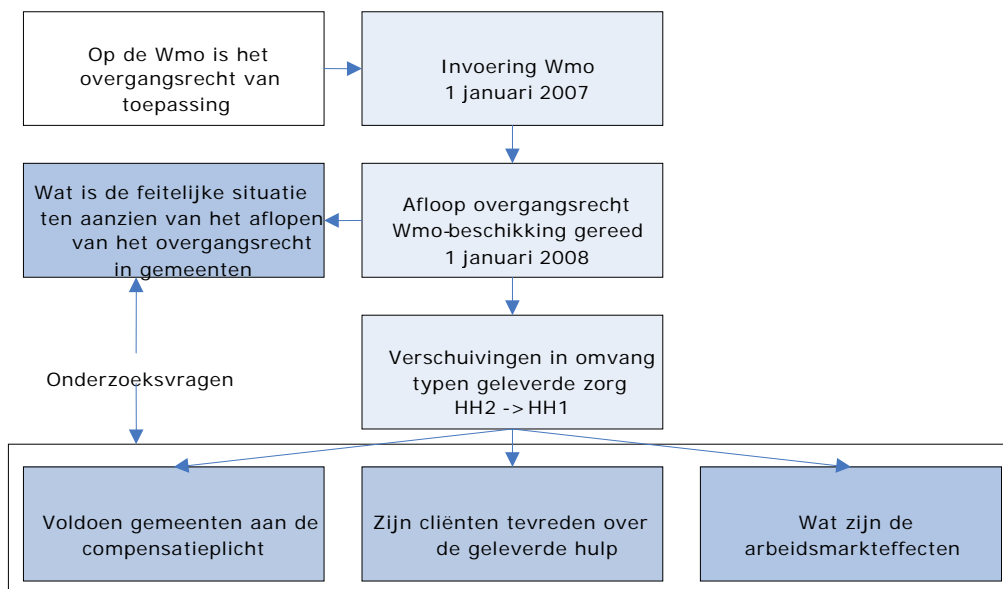 Op de Wmo is het
overgangsrecht van
toepassing
Invoering Wmo
1 januari 2007
Wat is de feitelijke situatie
ten aanzien van het aflopen
van het overgangsrecht
in gemeenten
Afloop overgangsrecht
Wmo-beschikking gereed
1 januari 2008
Verschuivingen in omvang
typen geleverde zorg
HH2 -> HH1
Onderzoeksvragen
Voldoen gemeenten aan de
compensatieplicht
Zijn cliënten tevreden over
de geleverde hulp
Wat zijn de
arbeidsmarkteffecten